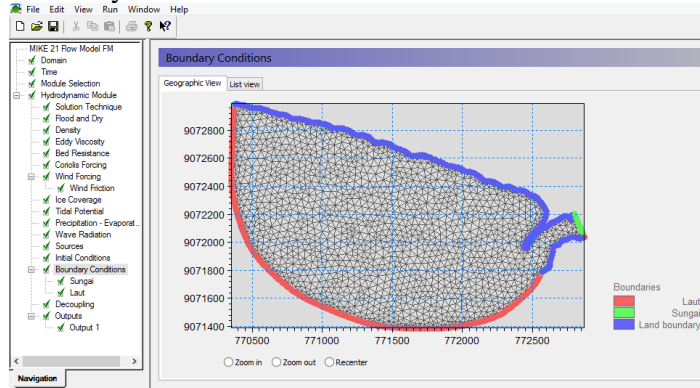 File Edit View Run Window Help
MIKE 21 Flow Model FM
Domain
Time
Module Selection
Hydrodynamic Module
Solution Technique
Flood and Dry
Density
Eddy Viscosity
Bed Resistance
Coriolis Forcing
Wind Forcing
Wind Friction
Ice Coverage
Tidal Potential
Precipitation - Evaporat..
Wave Radiation
Sources
Initial Conditions
Boundary Conditions
Sungai
Laut
Decoupling
Outputs
Output 1
Navigation
Boundary Conditions
Geographic View List view
9072800
9072600
9072400
9072200
9072000
9071800
9071600
9071400
770500 771000 771500 772000 772500
Boundaries
Laut
Sungai
Land boundary
Zoom in Zoom out Recenter